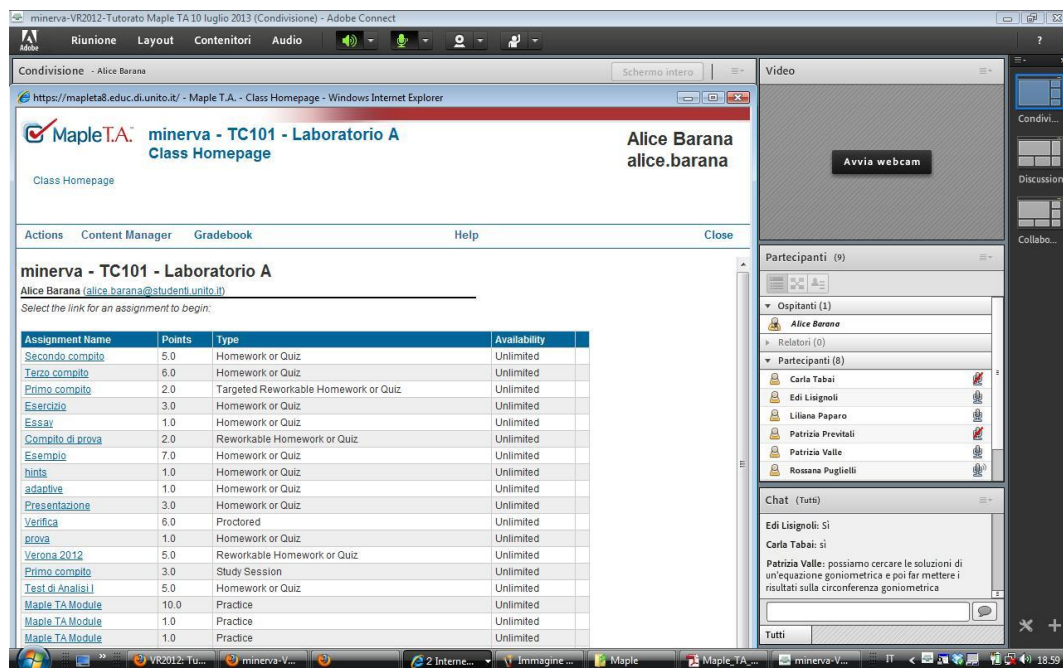 minerva-VR2012-Tutorato Maple TA 10 luglio 2013 (Condivisione) - Adobe Connect
Adobe Riunione Layout Contenitori Audio ?
Condivisione - Alice Barana
Schermo intero
https://mapleta8.educ.di.unito.it/ - Maple T.A. - Class Homepage - Windows Internet Explorer
MapleT.A.
minerva - TC101 - Laboratorio A
Class Homepage
Alice Barana
alice.barana
Class Homepage
Actions Content Manager Gradebook Help Close
minerva - TC101 - Laboratorio A
Alice Barana (alice.barana@studenti.unito.it)
Select the link for an assignment to begin:
Assignment Name Points Type Availability
Secondo compito 5.0 Homework or Quiz Unlimited
Terzo compito 6.0 Homework or Quiz Unlimited
Primo compito 2.0 Targeted Reworkable Homework or Quiz Unlimited
Esercizio 3.0 Homework or Quiz Unlimited
Essay 1.0 Homework or Quiz Unlimited
Compito di prova 2.0 Reworkable Homework or Quiz Unlimited
Esempio 7.0 Homework or Quiz Unlimited
hints 1.0 Homework or Quiz Unlimited
adaptive 1.0 Homework or Quiz Unlimited
Presentazione 3.0 Homework or Quiz Unlimited
Verifica 6.0 Proctored Unlimited
prova 1.0 Homework or Quiz Unlimited
Verona 2012 5.0 Reworkable Homework or Quiz Unlimited
Primo compito 3.0 Study Session Unlimited
Test di Analisi I 5.0 Homework or Quiz Unlimited
Maple TA Module 10.0 Practice Unlimited
Maple TA Module 1.0 Practice Unlimited
Maple TA Module 1.0 Practice Unlimited
Video
Avvia webcam
Partecipanti (9)
Ospitanti (1)
Alice Barana
Relatori (0)
Partecipanti (8)
Carla Tabai
Edi Lisignoli
Liliana Paparo
Patrizia Previtali
Patrizia Valle
Rossana Puglielli
Chat (Tutti)
Edi Lisignoli: Sì
Carla Tabai: sì
Patrizia Valle: possiamo cercare le soluzioni di
un'equazione goniometrica e poi far mettere i
risultati sulla circonferenza goniometrica
Tutti
Condivi...
Discussion
Collabo...
VR2012: Tu... minerva-V... 2 Interne... Immagine ... Maple Maple_TA_... minerva-V... IT 18.59